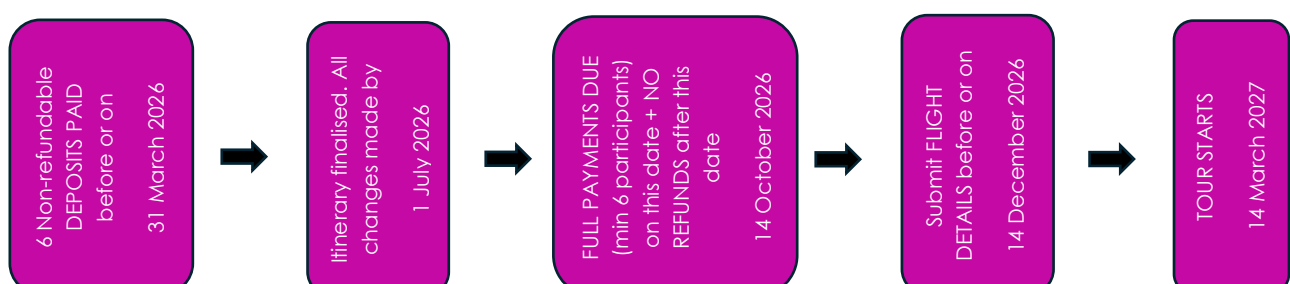 6 Non-refundable
DEPOSITS PAID
before or on
31 March 2026
Itinerary finalised. All
changes made by
1 July 2026
FULL PAYMENTS DUE
(min 6 participants)
on this date + NO
REFUNDS after this
date
14 October 2026
Submit FLIGHT
DETAILS before or on
14 December 2026
TOUR STARTS
14 March 2027